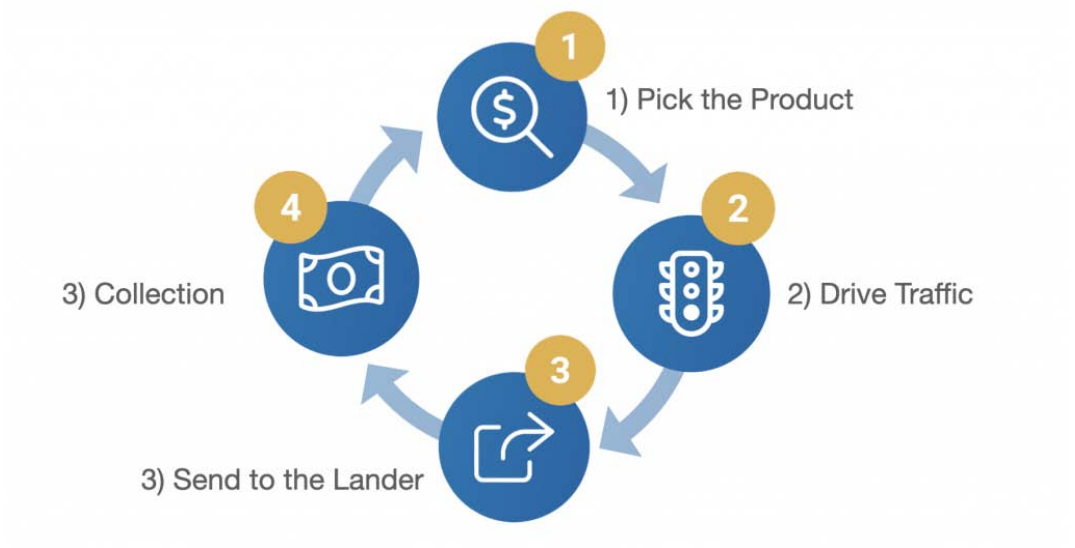 1
1) Pick the Product
2
2) Drive Traffic
3
3) Send to the Lander
4
3) Collection